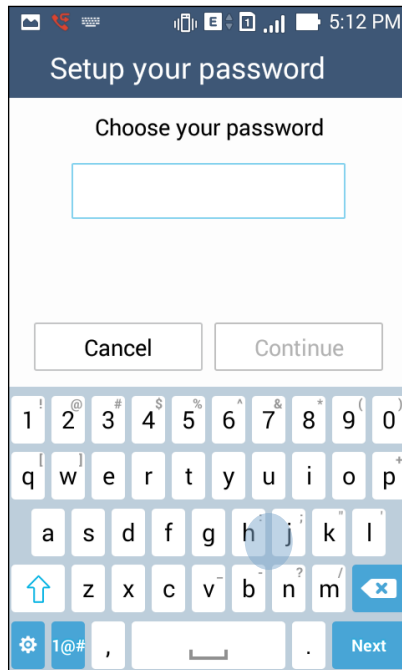 E 1 5:12 PM
Setup your password
Choose your password
Cancel Continue
! @ # $ % ^ & * ( )
1 2 3 4 5 6 7 8 9 0
[ ] +
q w e r t y u i o p
: ; " '
a s d f g h j k l
_ - ? /
z x c v b n m x
1@# , . Next